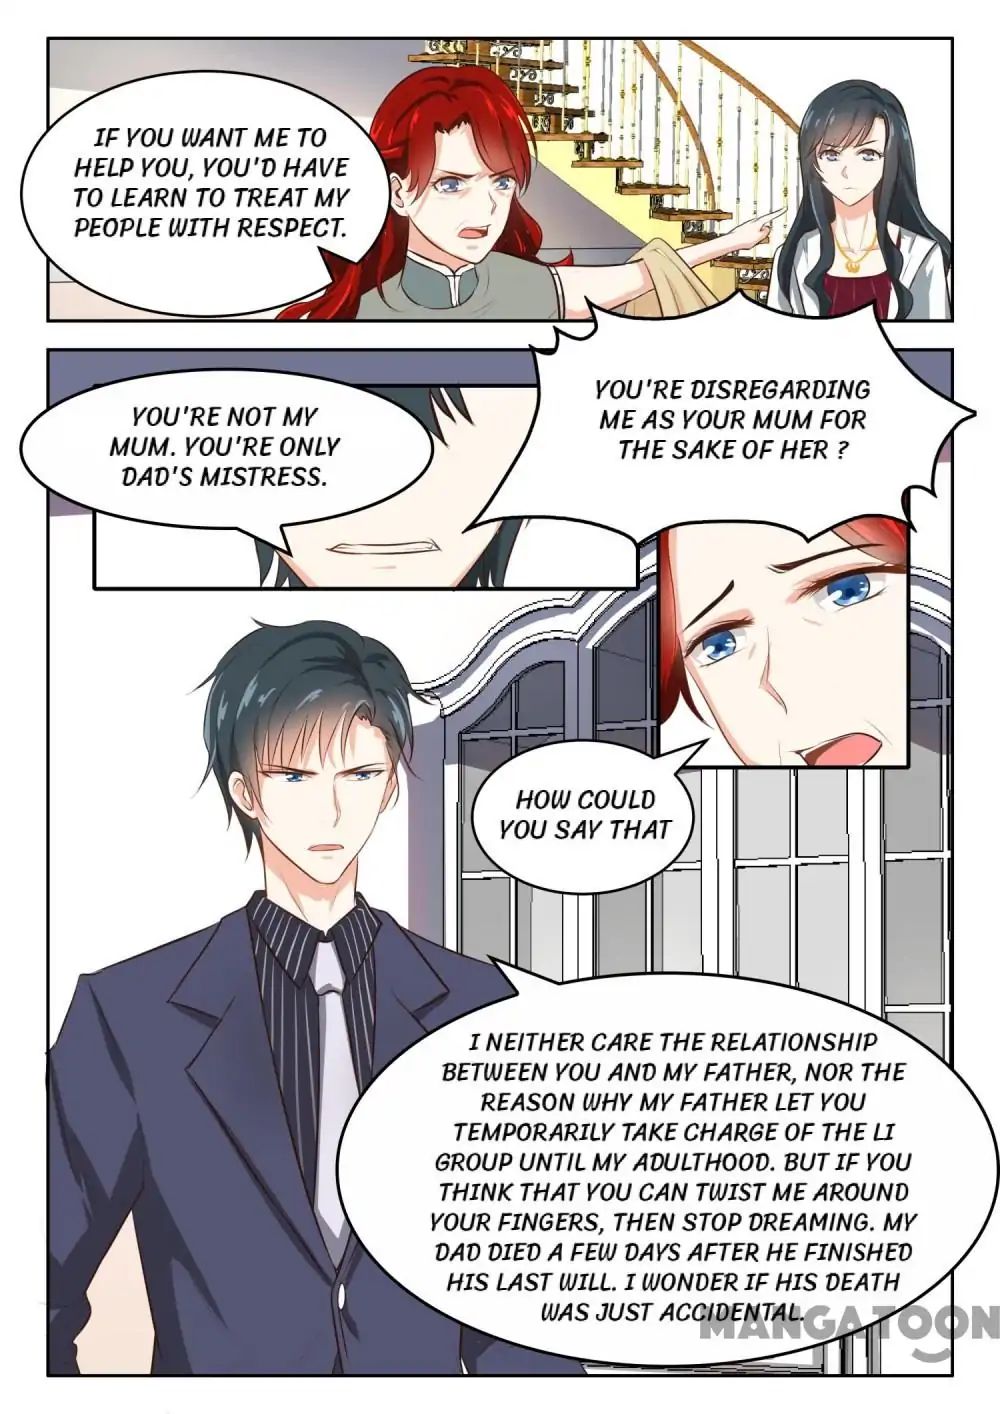 IF YOU WANT ME TO
HELP YOU, YOU'D HAVE
TO LEARN TO TREAT MY
PEOPLE WITH RESPECT.
YOU'RE DISREGARDING
ME AS YOUR MUM FOR
THE SAKE OF HER ?
YOU'RE NOT MY
MUM. YOU'RE ONLY
DAD'S MISTRESS.
HOW COULD
YOU SAY THAT
I NEITHER CARE THE RELATIONSHIP
BETWEEN YOU AND MY FATHER, NOR THE
REASON WHY MY FATHER LET YOU
TEMPORARILY TAKE CHARGE OF THE LI
GROUP UNTIL MY ADULTHOOD. BUT IF YOU
THINK THAT YOU CAN TWIST ME AROUND
YOUR FINGERS, THEN STOP DREAMING. MY
DAD DIED A FEW DAYS AFTER HE FINISHED
HIS LAST WILL. I WONDER IF HIS DEATH
WAS JUST ACCIDENTAL.
MANGATOON